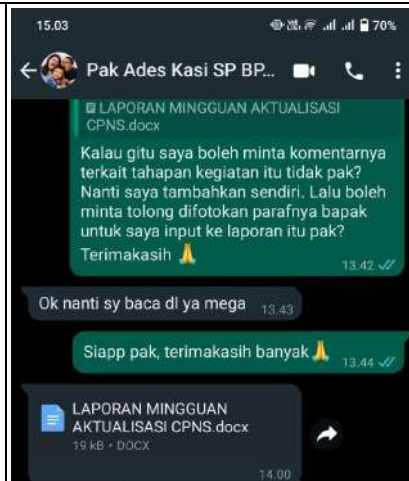 15.03
70%
Pak Ades Kasi SP BP...
LAPORAN MINGGUAN AKTUALISASI
CPNS.docx
Kalau gitu saya boleh minta komentarnya
terkait tahapan kegiatan itu tidak pak?
Nanti saya tambahkan sendiri. Lalu boleh
minta tolong difotokan parafnya bapak
untuk saya input ke laporan itu pak?
Terimakasih 🙏
13.42
Ok nanti sy baca dl ya mega
13.43
Siapp pak, terimakasih banyak🙏
13.44
LAPORAN MINGGUAN
AKTUALISASI CPNS.docx
19 kB • DOCX
14.00